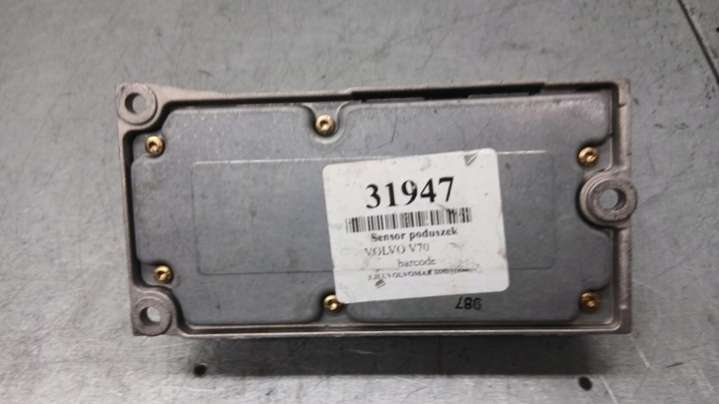 31947
Sensor poduszek
VOLVO V70
barcode
987